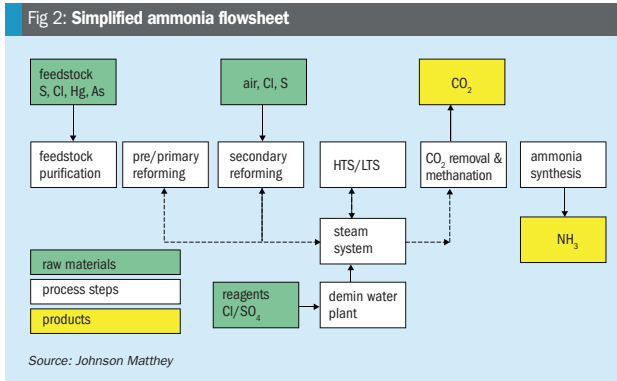 Fig 2: Simplified ammonia flowsheet
feedstock
S, Cl, Hg, As
air, Cl, S
CO₂
feedstock
purification
pre/primary
reforming
secondary
reforming
HTS/LTS
CO₂ removal &
methanation
ammonia
synthesis
steam
system
NH₃
raw materials
process steps
products
reagents
Cl/SO₄
demin water
plant
Source: Johnson Matthey